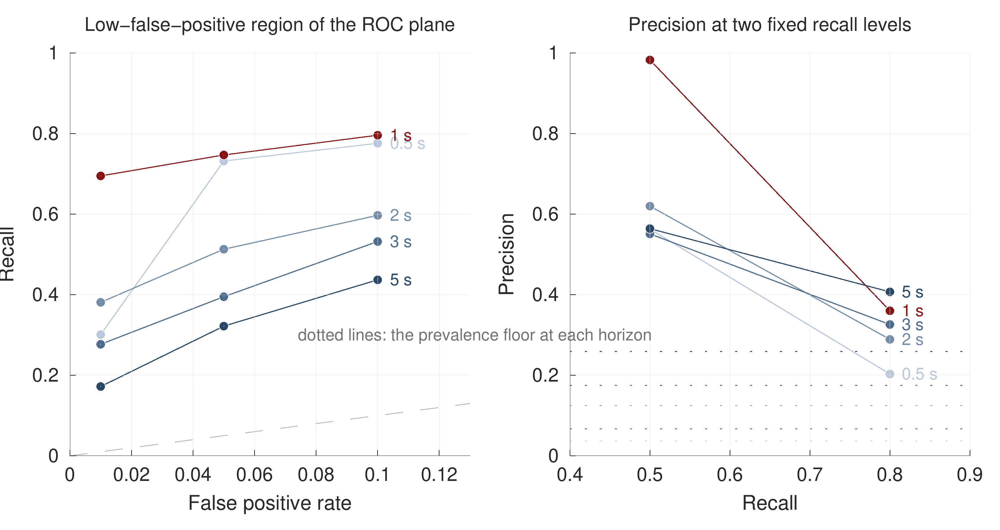 Low–false–positive region of the ROC plane
1
0.8
0.6
0.4
0.2
0
Recall
1 s
0.5 s
2 s
3 s
5 s
0
0.02
0.04
0.06
0.08
0.1
0.12
False positive rate
dotted lines: the prevalence floor at each horizon
Precision at two fixed recall levels
1
0.8
0.6
0.4
0.2
0
Precision
5 s
1 s
3 s
2 s
0.5 s
0.4
0.5
0.6
0.7
0.8
0.9
Recall